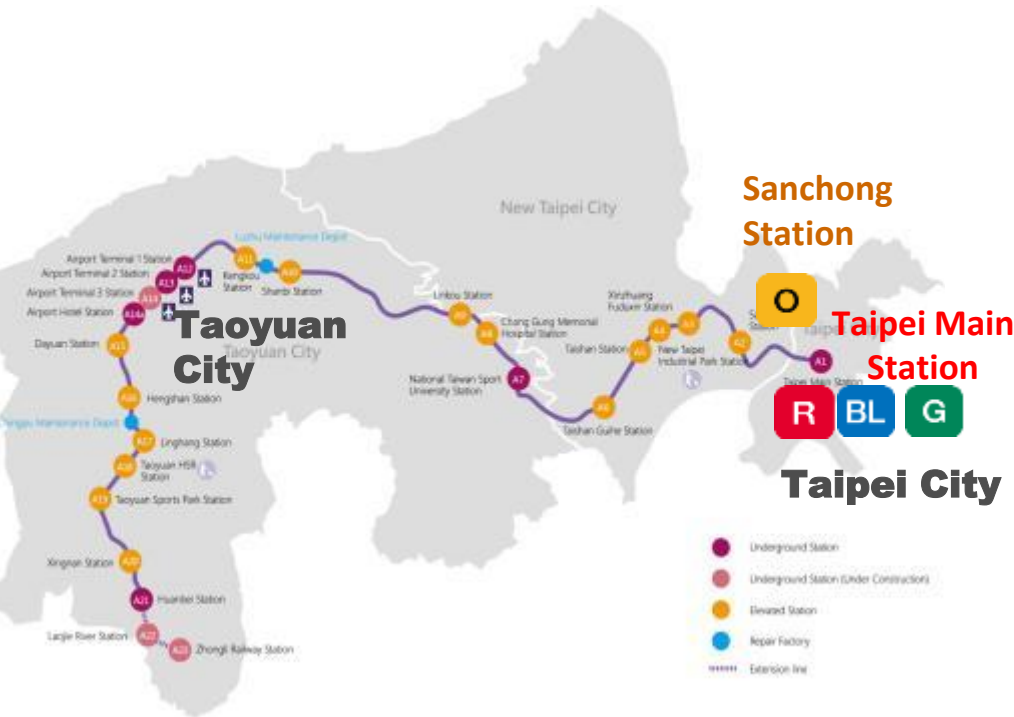 Sanchong
Station
O
New Taipei City
Luzhu Maintenance Depot
Airport Terminal 1 Station
A12
A11
Airport Terminal 2 Station
A13
A10
Kengkou
Station
Shanbi Station
Airport Terminal 3 Station
A14
Airport Hotel Station
A14a
Taoyuan
City
Taoyuan City
Linkou Station
A9
Xinzhuang
Fuduxin Station
A3
A4
Taipei Main
Station
Chang Gung Memorial
Hospital Station
Dayuan Station
A15
Taishan Station
A5
New Taipei
Industrial Park Station
A2
Station
A1
Taipei Main Station
National Taiwan Sport
University Station
A7
R
BL
G
A16
Hengshan Station
A6
Taishan Guihe Station
Maintenance Depot
A17
Linghang Station
A18
Taoyuan HSR
Station
Taipei City
A19
Taoyuan Sports Park Station
Xingnan Station
A20
Underground Station
Underground Station (Under Construction)
A21
Huanbei Station
Elevated Station
Laojie River Station
A22
Repair Factory
A23
Zhongli Railway Station
Extension line